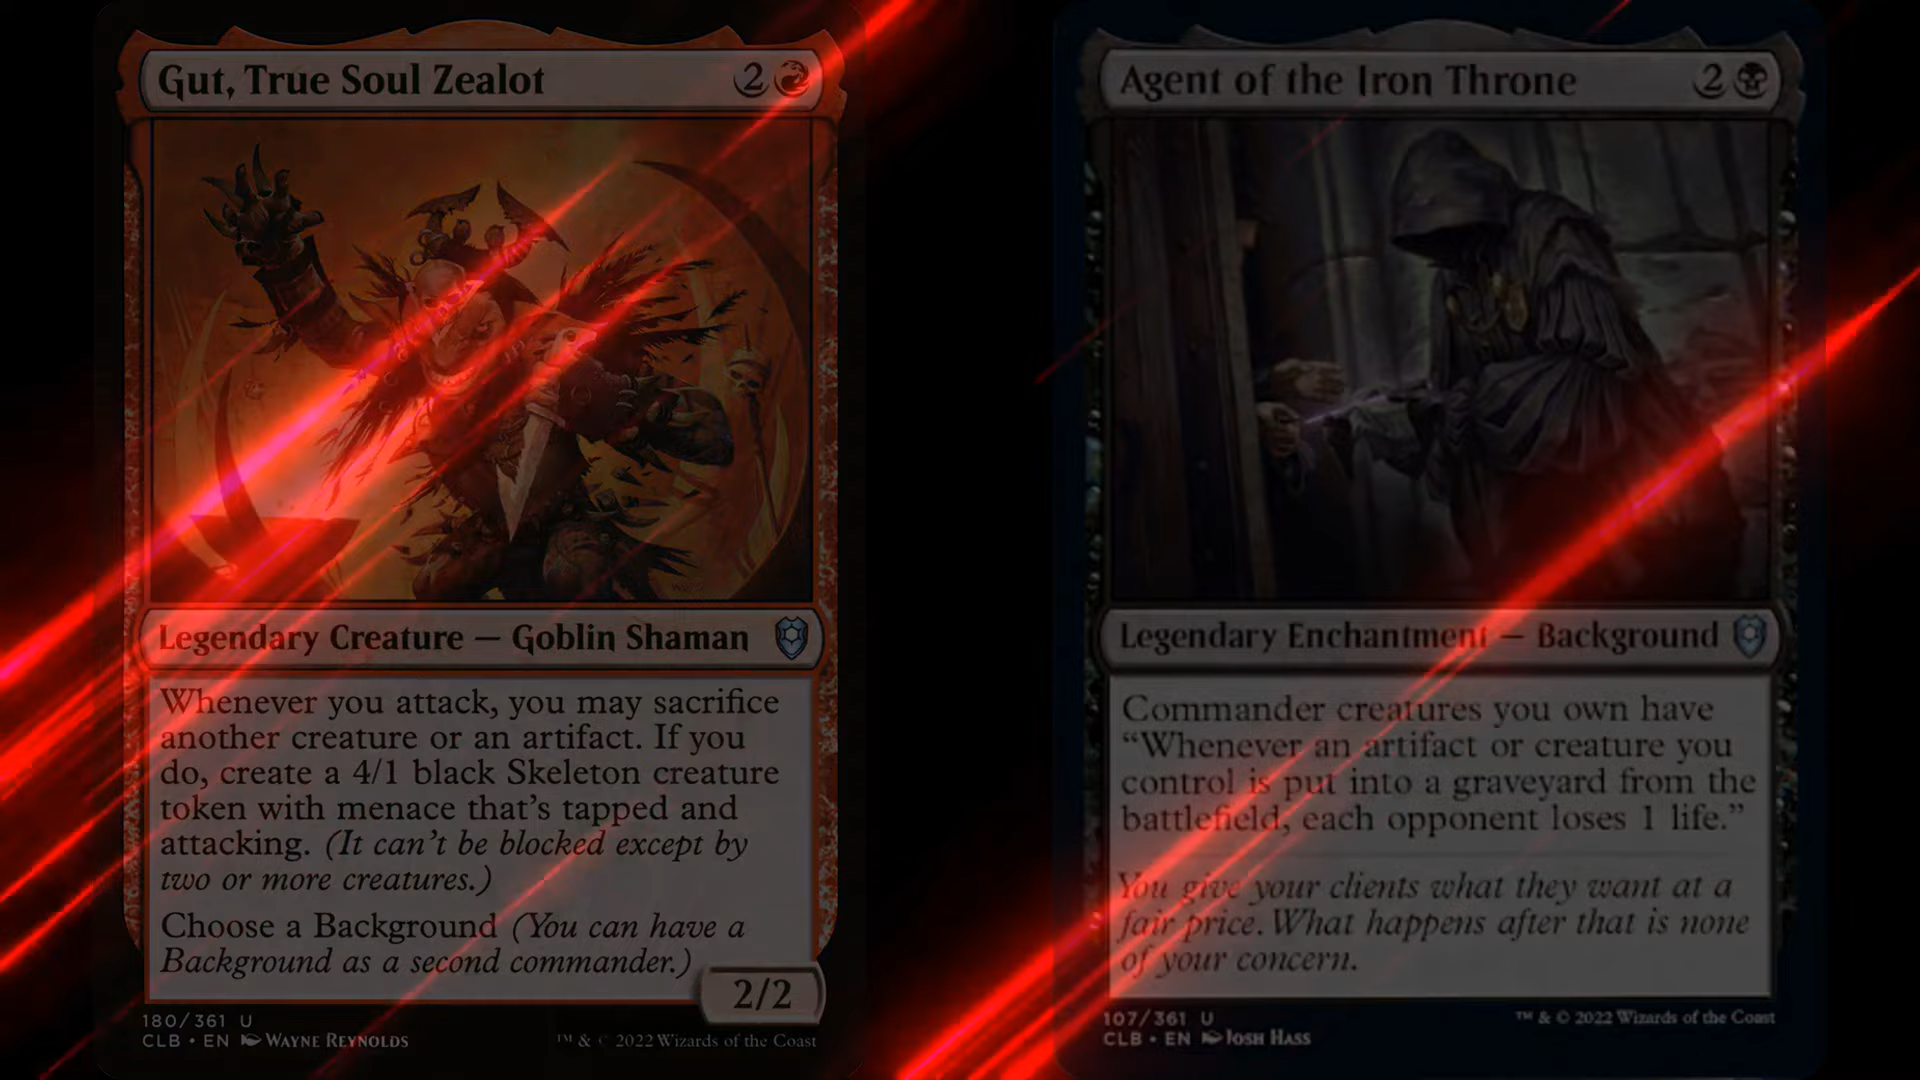 Gut, True Soul Zealot 2
Legendary Creature — Goblin Shaman
Whenever you attack, you may sacrifice
another creature or an artifact. If you
do, create a 4/1 black Skeleton creature
token with menace that's tapped and
attacking. (It can't be blocked except by
two or more creatures.)
Choose a Background (You can have a
Background as a second commander.)
2/2
180/361 U
CLB • EN Wayne Reynolds
™ & © 2022 Wizards of the Coast
Agent of the Iron Throne 2
Legendary Enchantment — Background
Commander creatures you own have
“Whenever an artifact or creature you
control is put into a graveyard from the
battlefield, each opponent loses 1 life.”
You give your clients what they want at a
fair price. What happens after that is none
of your concern.
107/361 U
CLB • EN Josh Hass
™ & © 2022 Wizards of the Coast